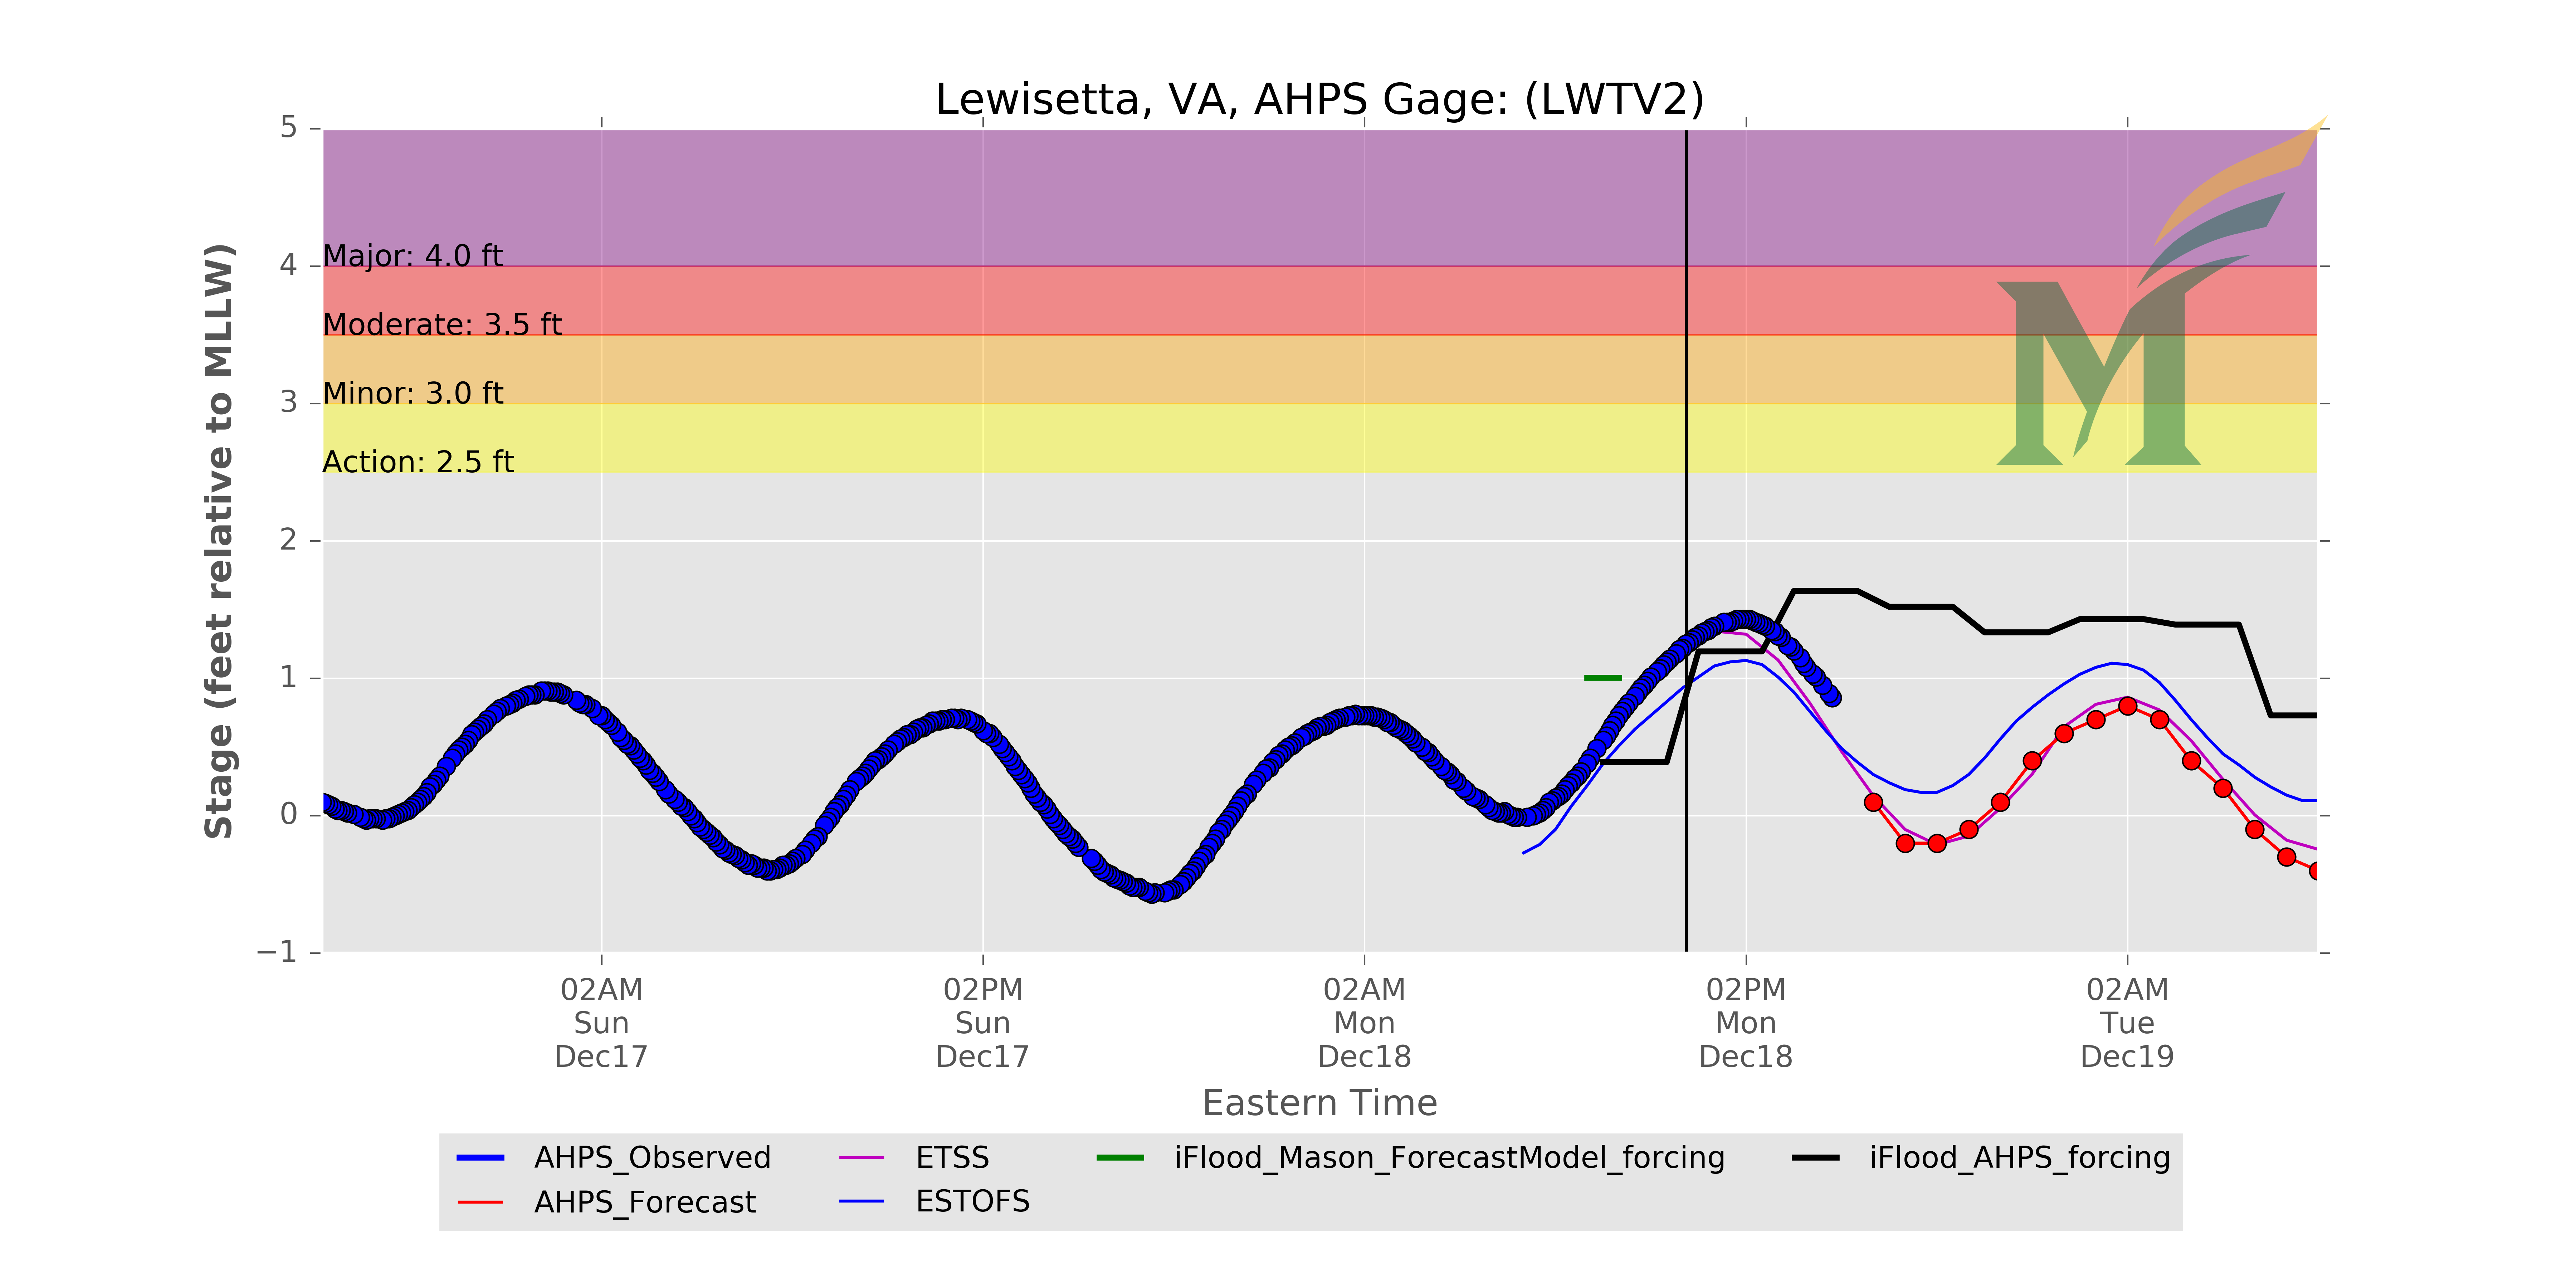 Lewisetta, VA, AHPS Gage: (LWTV2)
Stage (feet relative to MLLW)
5
4
3
2
1
0
−1
Major: 4.0 ft
Moderate: 3.5 ft
Minor: 3.0 ft
Action: 2.5 ft
02AM 02PM 02AM 02PM 02AM
Sun Sun Mon Mon Tue
Dec17 Dec17 Dec18 Dec18 Dec19
Eastern Time
AHPS_Observed ETSS iFlood_Mason_ForecastModel_forcing iFlood_AHPS_forcing
AHPS_Forecast ESTOFS
M